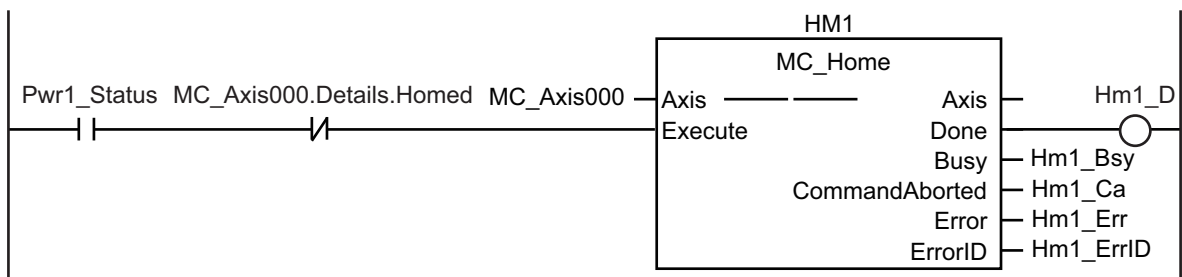 HM1
MC_Home
Pwr1_Status MC_Axis000.Details.Homed MC_Axis000 Axis Axis Hm1_D
Execute Done
Busy Hm1_Bsy
CommandAborted Hm1_Ca
Error Hm1_Err
ErrorID Hm1_ErrID